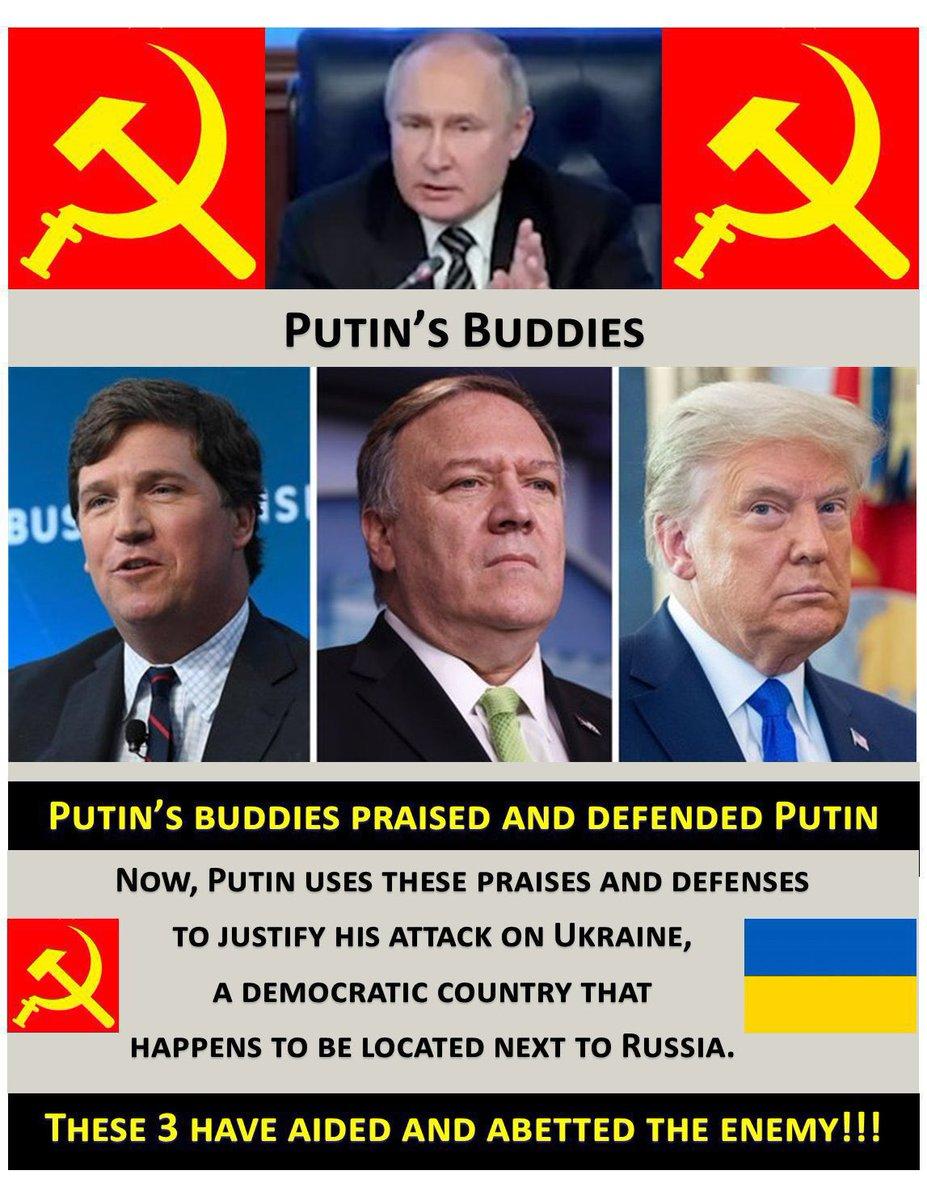 Putin's Buddies
BUS
Putin's buddies praised and defended Putin
Now, Putin uses these praises and defenses
to justify his attack on Ukraine,
a democratic country that
happens to be located next to Russia.
These 3 have aided and abetted the enemy!!!